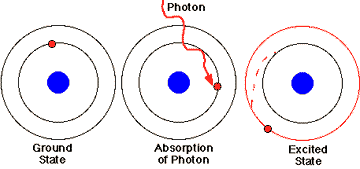 Photon
Ground
State
Absorption
of Photon
Excited
State